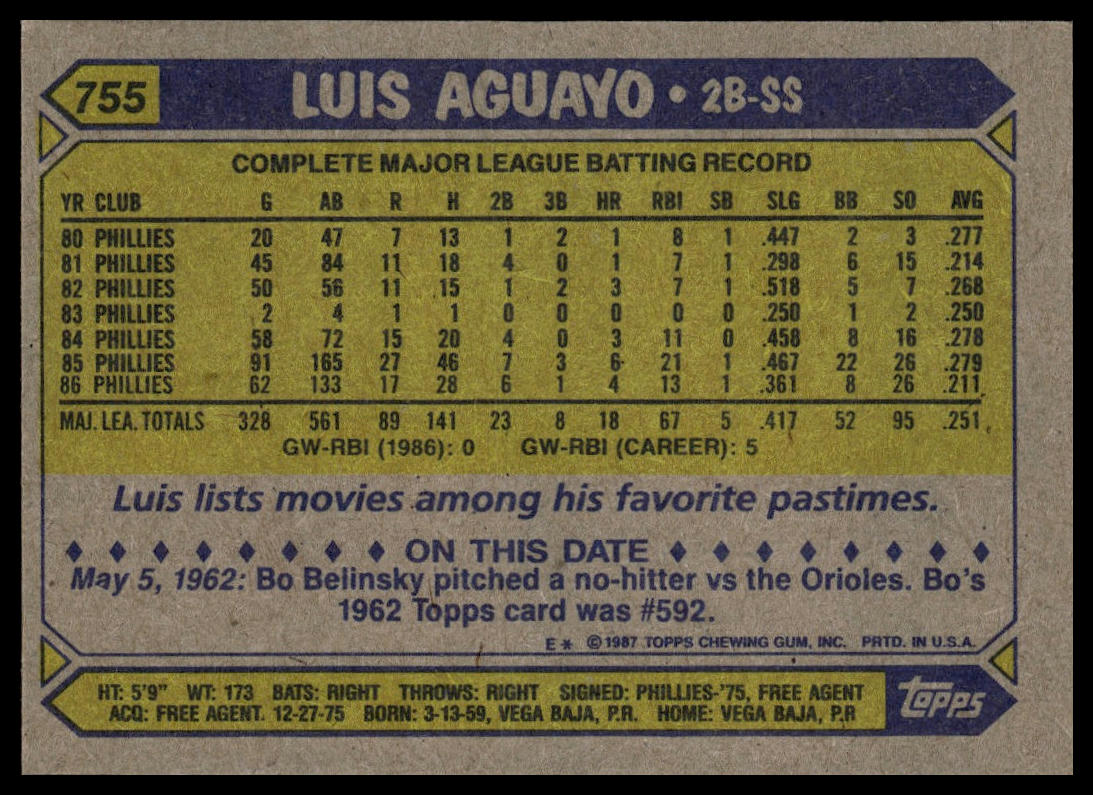 755 LUIS AGUAYO • 2B-SS
COMPLETE MAJOR LEAGUE BATTING RECORD
YR CLUB G AB R H 2B 3B HR RBI SB SLG BB SO AVG
80 PHILLIES 20 47 7 13 1 2 1 8 1 .447 2 3 .277
81 PHILLIES 45 84 11 18 4 0 1 7 1 .298 6 15 .214
82 PHILLIES 50 56 11 15 1 2 3 7 1 .518 5 7 .268
83 PHILLIES 2 4 1 1 0 0 0 0 0 .250 1 2 .250
84 PHILLIES 58 72 15 20 4 0 3 11 0 .458 8 16 .278
85 PHILLIES 91 165 27 46 7 3 6 21 1 .467 22 26 .279
86 PHILLIES 62 133 17 28 6 1 4 13 1 .361 8 26 .211
MAJ. LEA. TOTALS 328 561 89 141 23 8 18 67 5 .417 52 95 .251
GW-RBI (1986): 0 GW-RBI (CAREER): 5
Luis lists movies among his favorite pastimes.
ON THIS DATE
May 5, 1962: Bo Belinsky pitched a no-hitter vs the Orioles. Bo's
1962 Topps card was #592.
E* ©1987 TOPPS CHEWING GUM, INC. PRTD. IN U.S.A.
HT: 5'9" WT: 173 BATS: RIGHT THROWS: RIGHT SIGNED: PHILLIES-'75, FREE AGENT
ACQ: FREE AGENT. 12-27-75 BORN: 3-13-59, VEGA BAJA, P.R. HOME: VEGA BAJA, P.R
topps